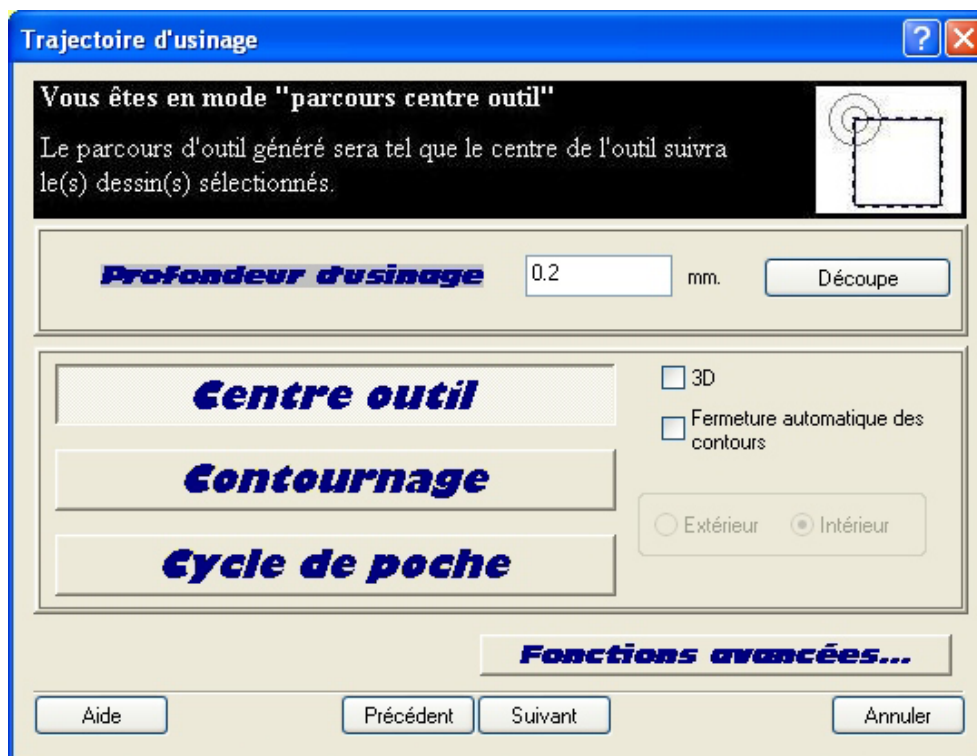 Trajectoire d'usinage
Vous êtes en mode "parcours centre outil"
Le parcours d'outil généré sera tel que le centre de l'outil suivra
le(s) dessin(s) sélectionnés.
Profondeur d'usinage
0.2
mm.
Découpe
Centre outil
3D
Fermeture automatique des
contours
Contournage
Extérieur
Intérieur
Cycle de poche
Fonctions avancées...
Aide
Précédent
Suivant
Annuler